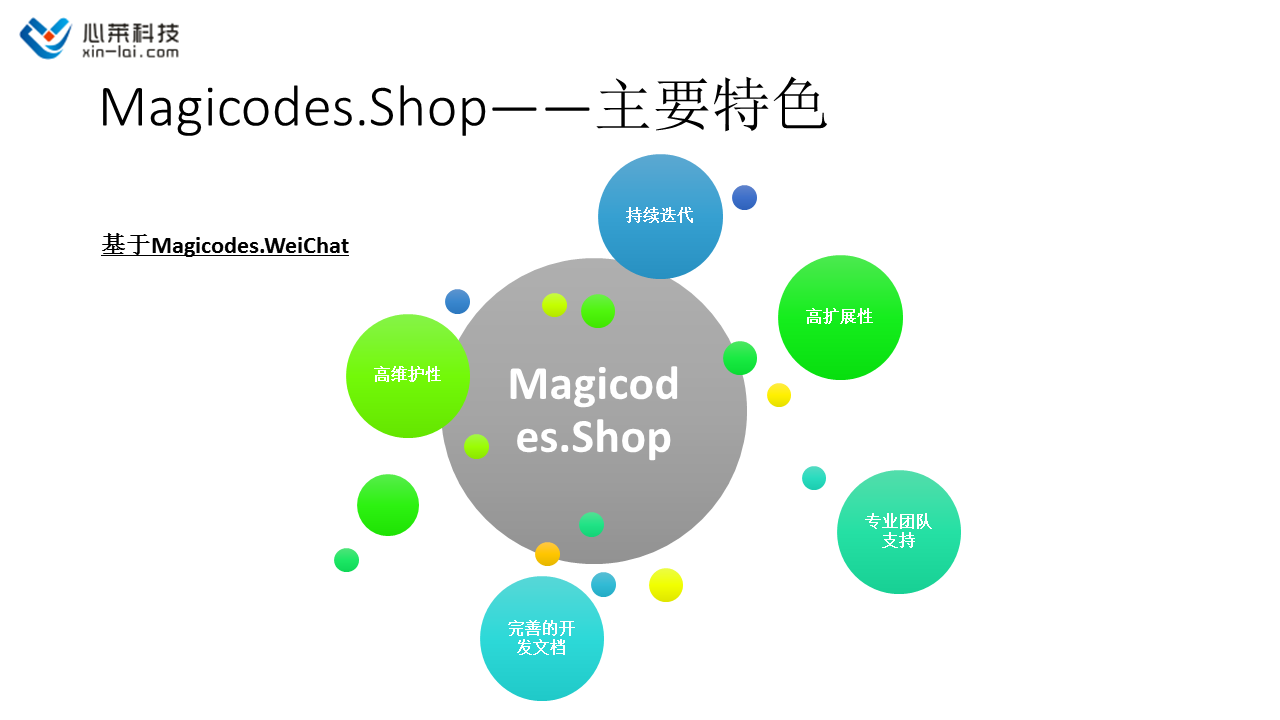 心莱科技
xin-lai.com
Magicodes.Shop——主要特色
持续迭代
基于Magicodes.WeiChat
高扩展性
高维护性
Magicod
es.Shop
专业团队
支持
完善的开
发文档